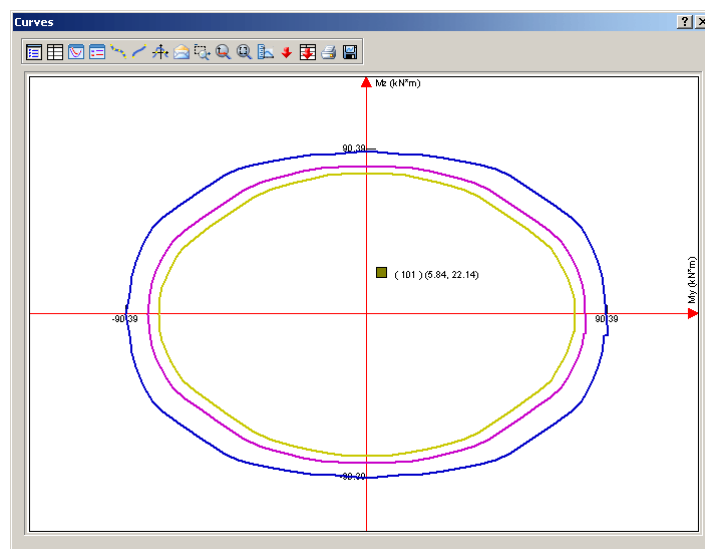 Curves
Mz (kN*m)
90.39
( 101 ) (5.84, 22.14)
My (kN*m)
-90.39
90.39
-90.39